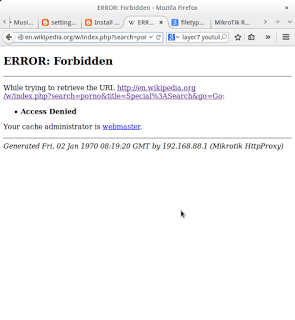 ERROR: Forbidden - Mozilla Firefox
Musi... setting... Install ... W ERR... filetyp... MikroTik R...
en.wikipedia.org/w/index.php?search=por layer7 youtut
ERROR: Forbidden
While trying to retrieve the URL http://en.wikipedia.org
/w/index.php?search=porno&title=Special%3ASearch&go=Go:
• Access Denied
Your cache administrator is webmaster.
Generated Fri, 02 Jan 1970 08:19:20 GMT by 192.168.88.1 (Mikrotik HttpProxy)